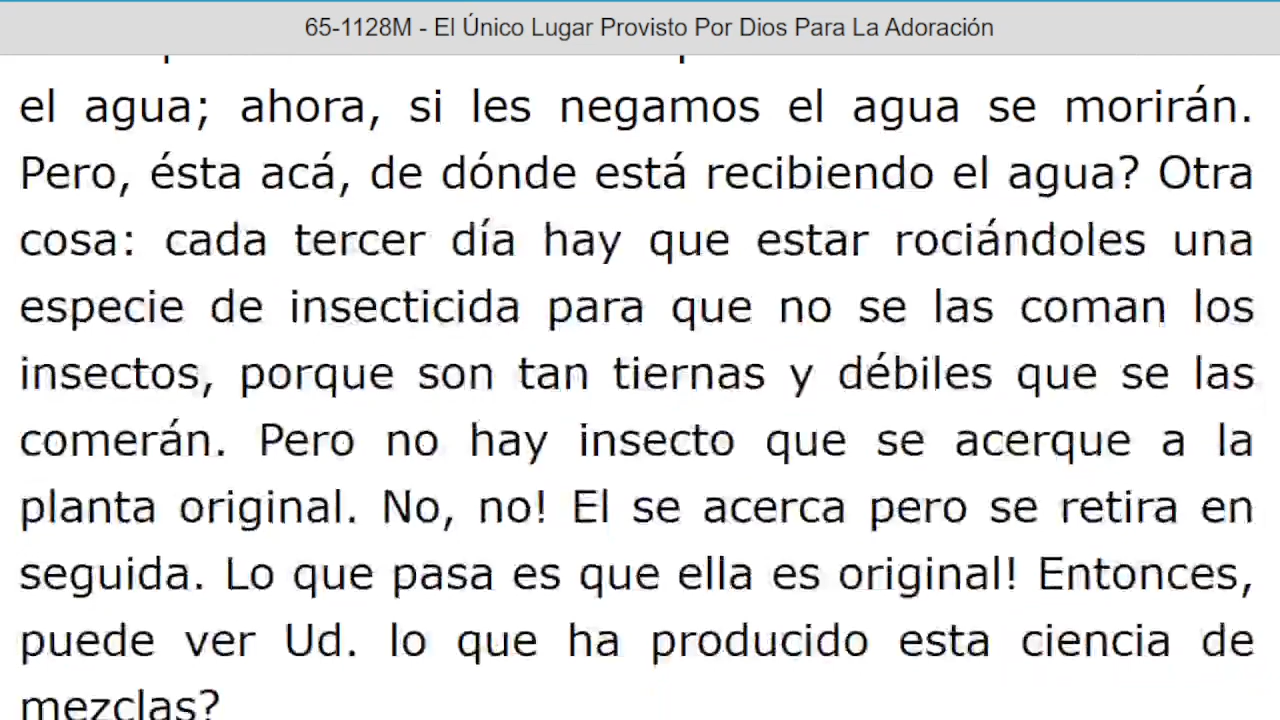 65-1128M - El Único Lugar Provisto Por Dios Para La Adoración
el agua; ahora, si les negamos el agua se morirán.
Pero, ésta acá, de dónde está recibiendo el agua? Otra
cosa: cada tercer día hay que estar rociándoles una
especie de insecticida para que no se las coman los
insectos, porque son tan tiernas y débiles que se las
comerán. Pero no hay insecto que se acerque a la
planta original. No, no! El se acerca pero se retira en
seguida. Lo que pasa es que ella es original! Entonces,
puede ver Ud. lo que ha producido esta ciencia de
mezclas?